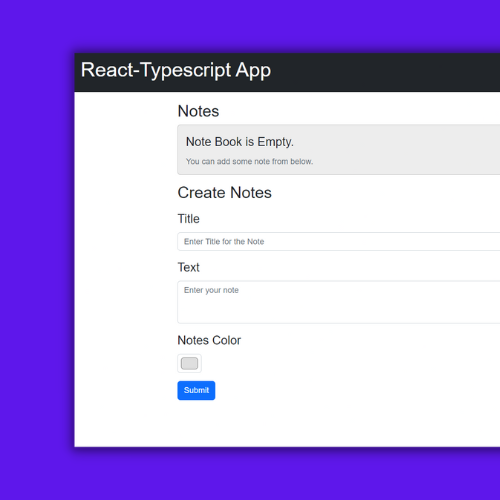 React-Typescript App
Notes
Note Book is Empty.
You can add some note from below.
Create Notes
Title
Enter Title for the Note
Text
Enter your note
Notes Color
Submit